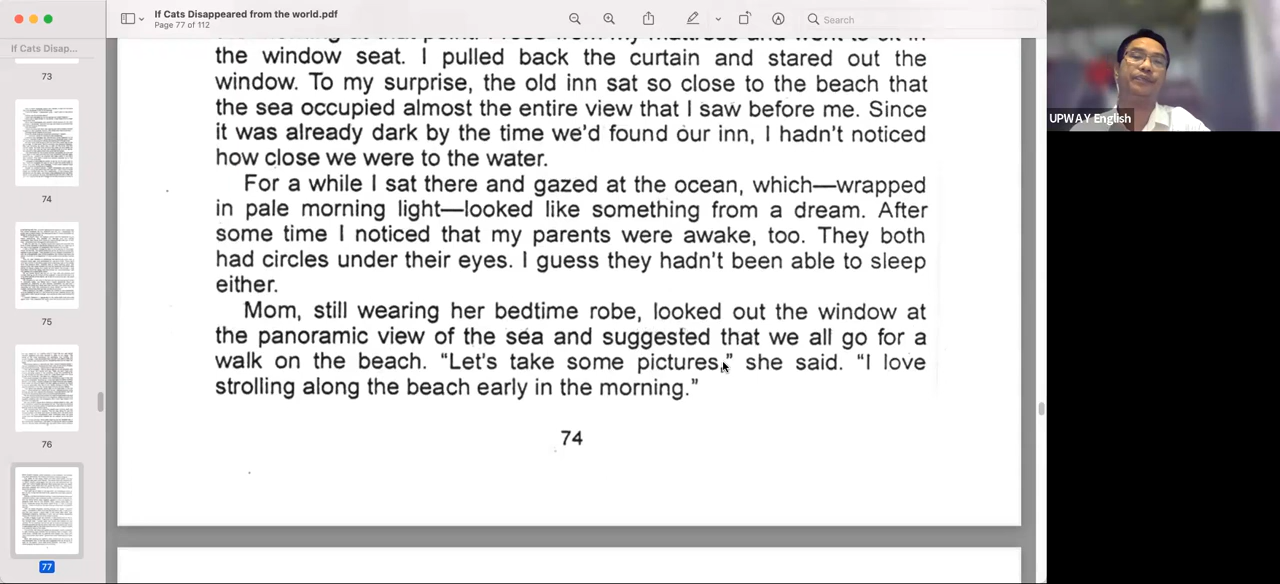 If Cats Disappeared from the world.pdf
Page 77 of 112
Search
If Cats Disap...
73
74
75
76
77
the window seat. I pulled back the curtain and stared out the
window. To my surprise, the old inn sat so close to the beach that
the sea occupied almost the entire view that I saw before me. Since
it was already dark by the time we'd found our inn, I hadn't noticed
how close we were to the water.
For a while I sat there and gazed at the ocean, which—wrapped
in pale morning light—looked like something from a dream. After
some time I noticed that my parents were awake, too. They both
had circles under their eyes. I guess they hadn't been able to sleep
either.
Mom, still wearing her bedtime robe, looked out the window at
the panoramic view of the sea and suggested that we all go for a
walk on the beach. “Let's take some pictures,” she said. “I love
strolling along the beach early in the morning.”
74
UPWAY English